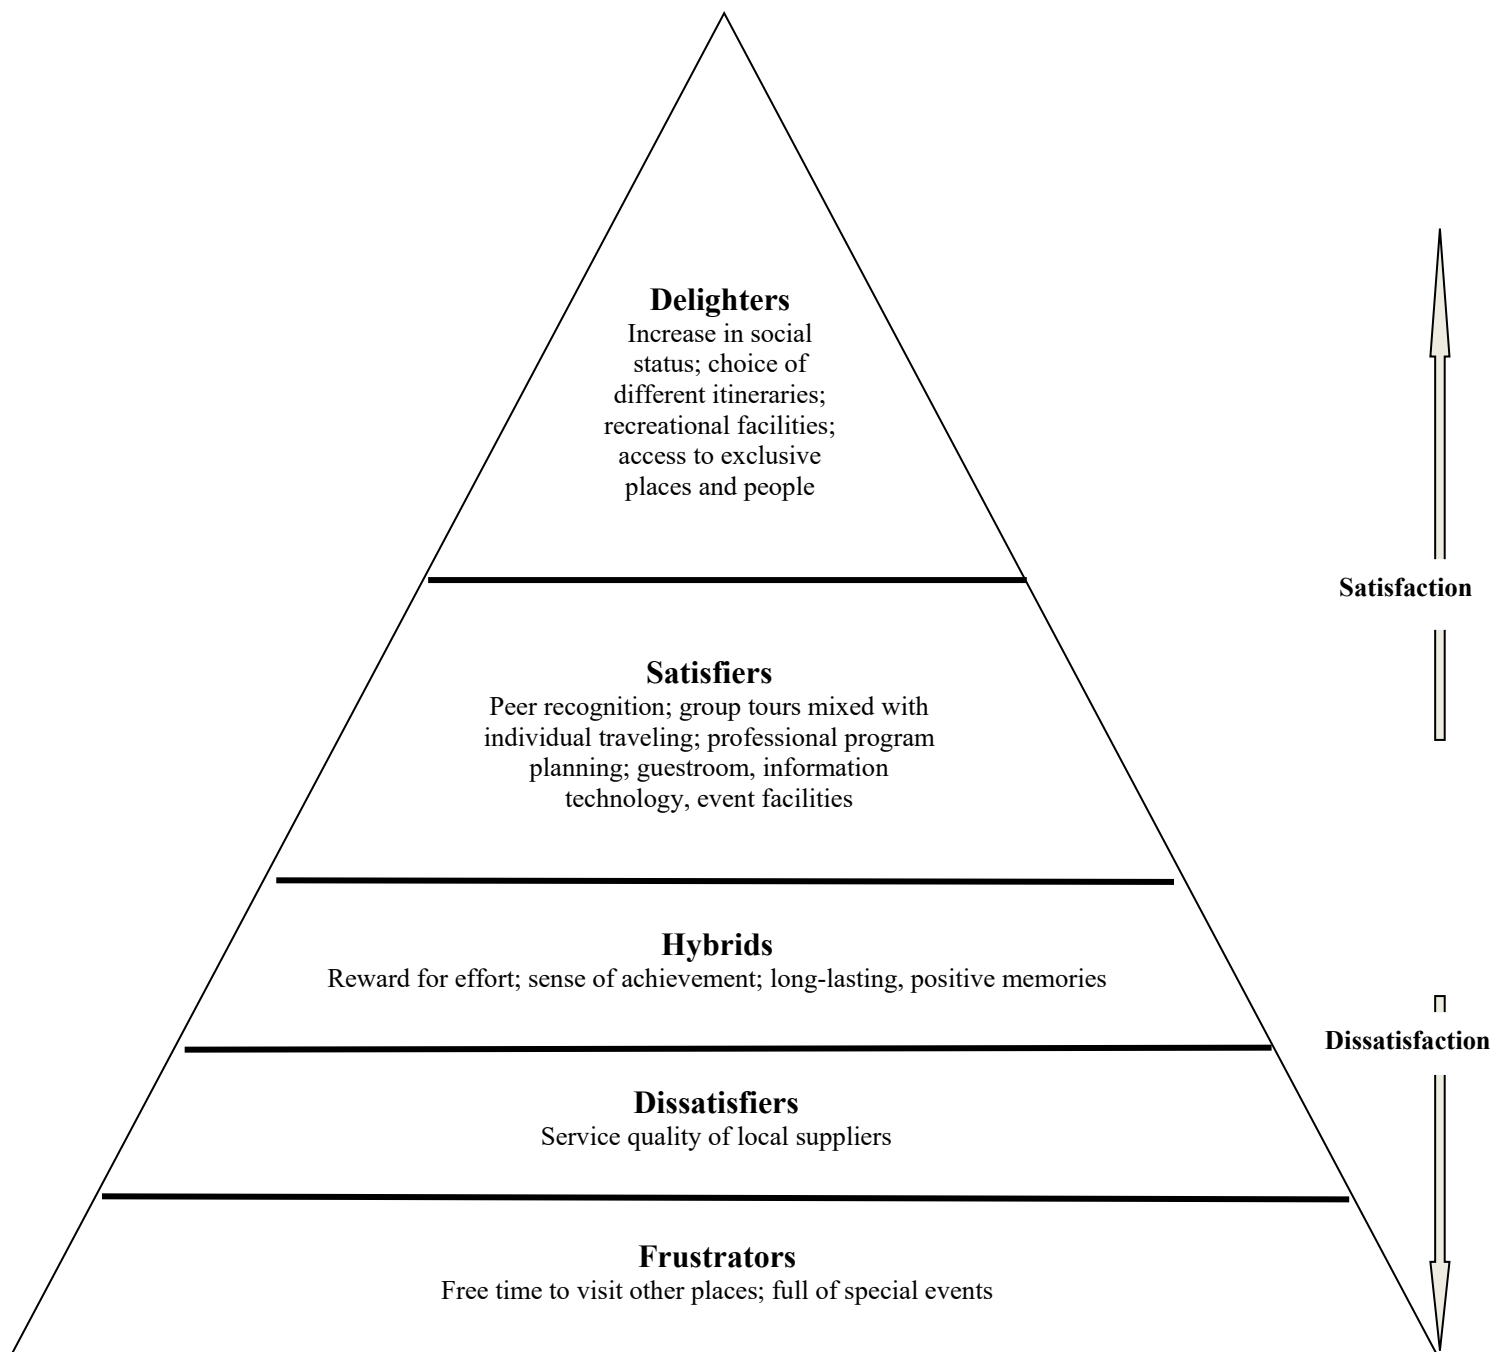 Delighters
Increase in social
status; choice of
different itineraries;
recreational facilities;
access to exclusive
places and people
Satisfaction
Satisfiers
Peer recognition; group tours mixed with
individual traveling; professional program
planning; guestroom, information
technology, event facilities
Hybrids
Reward for effort; sense of achievement; long-lasting, positive memories
Dissatisfaction
Dissatisfiers
Service quality of local suppliers
Frustrators
Free time to visit other places; full of special events